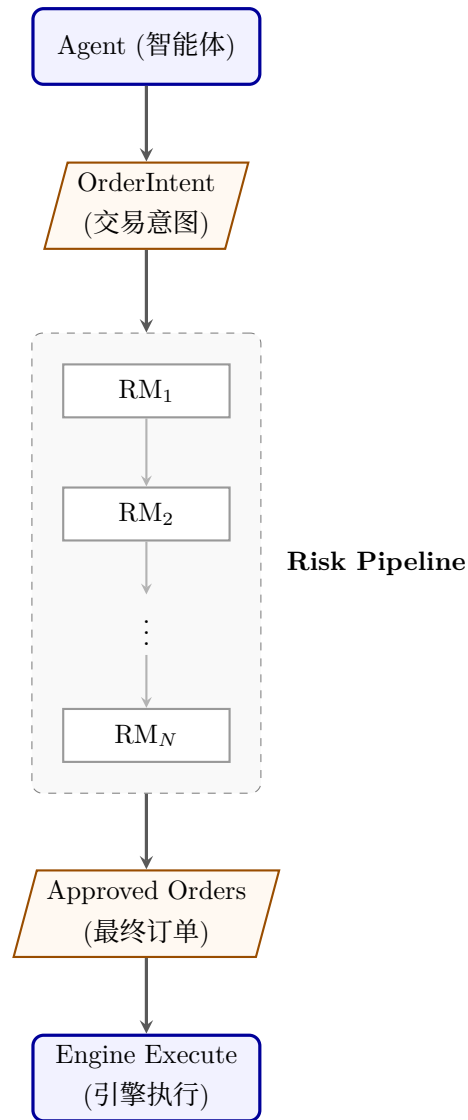 Agent (智能体)
OrderIntent
(交易意图)
RM₁
RM₂
Risk Pipeline
⋮
RM_N
Approved Orders
(最终订单)
Engine Execute
(引擎执行)